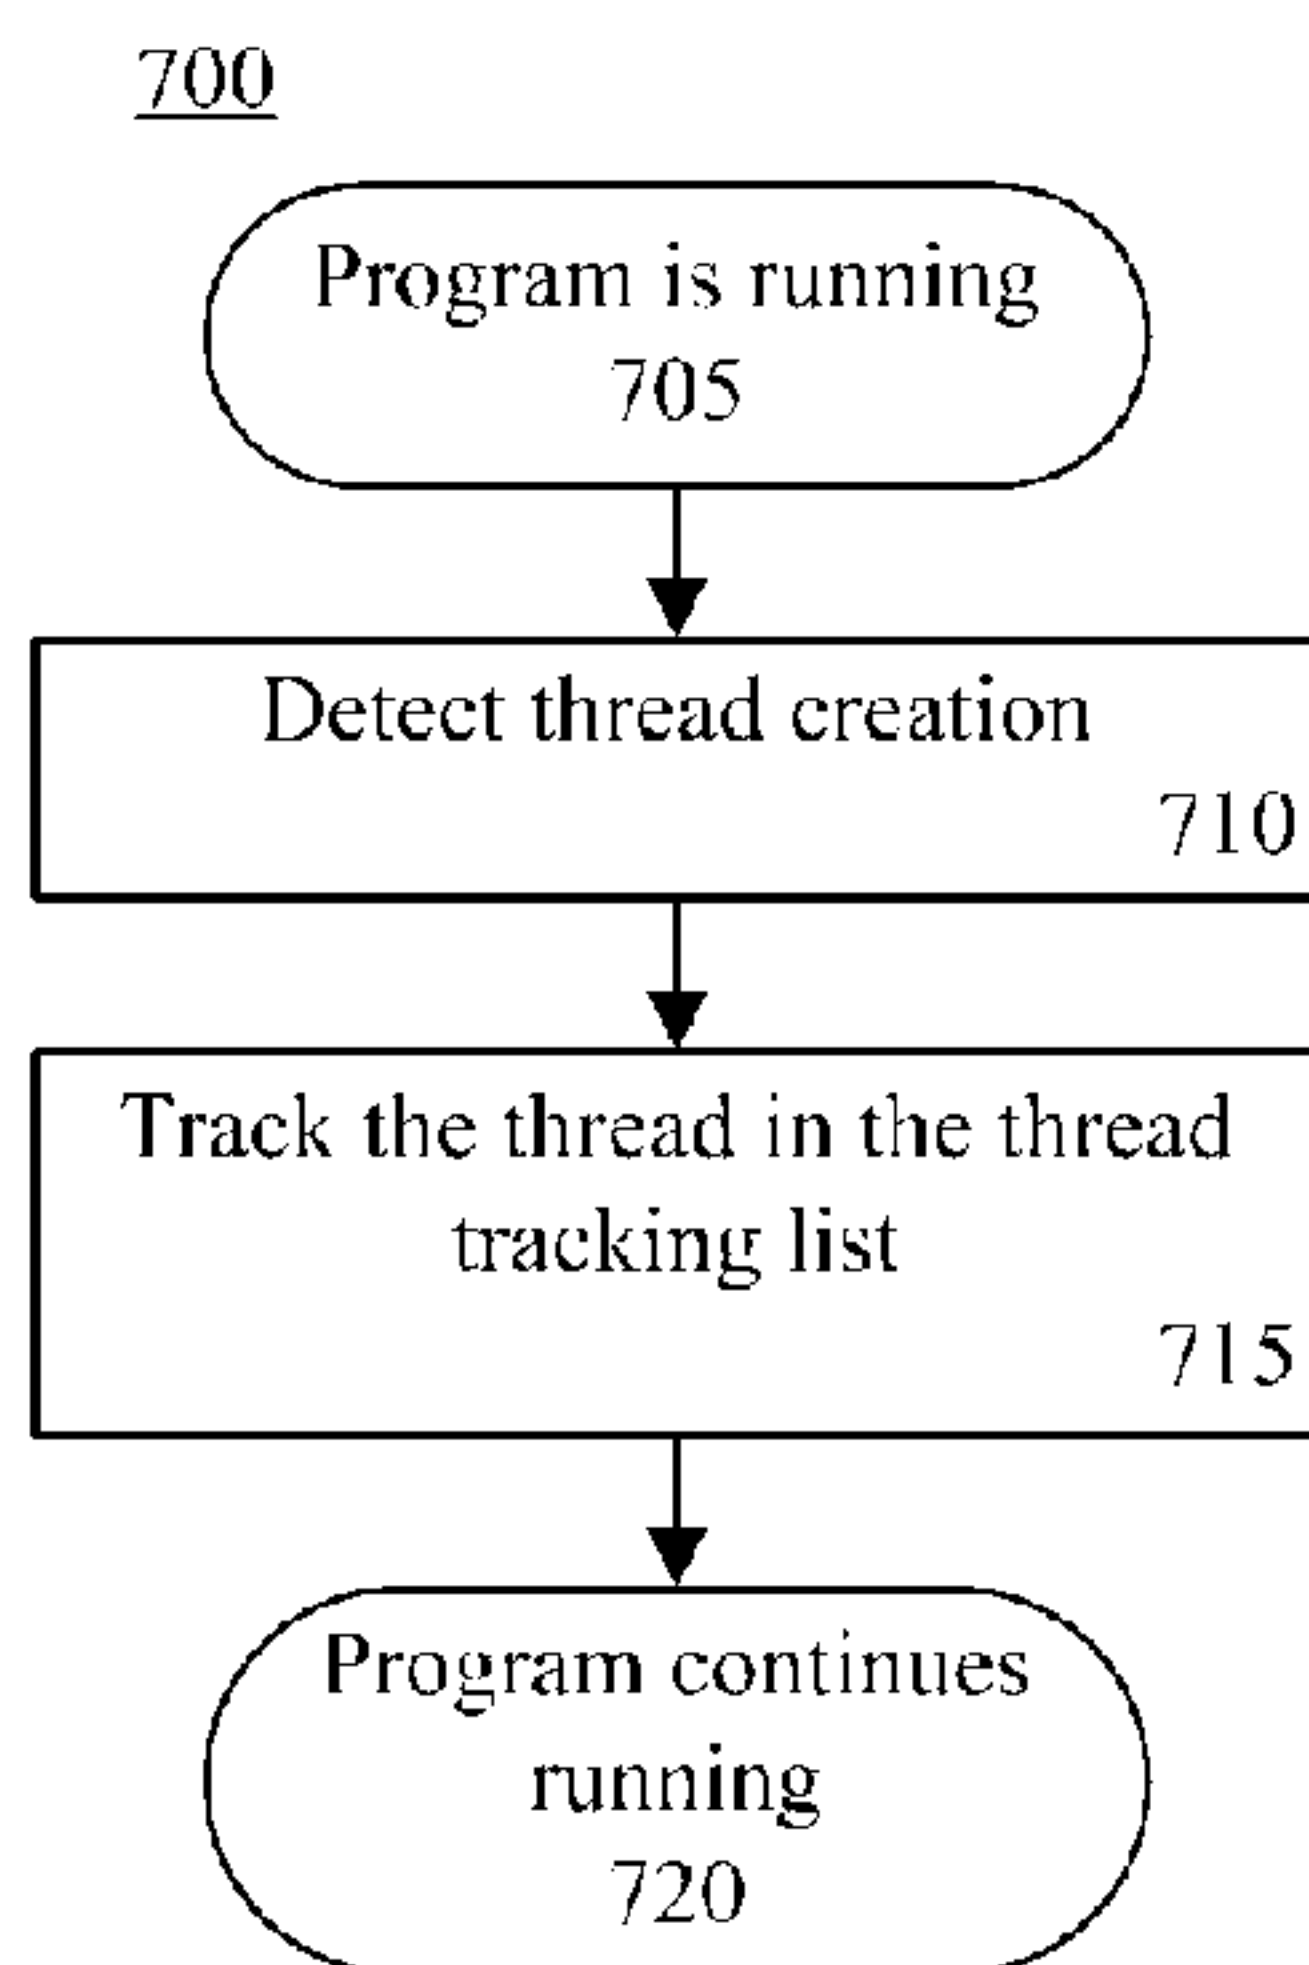 700
Program is running
705
Detect thread creation
710
Track the thread in the thread
tracking list
715
Program continues
running
720